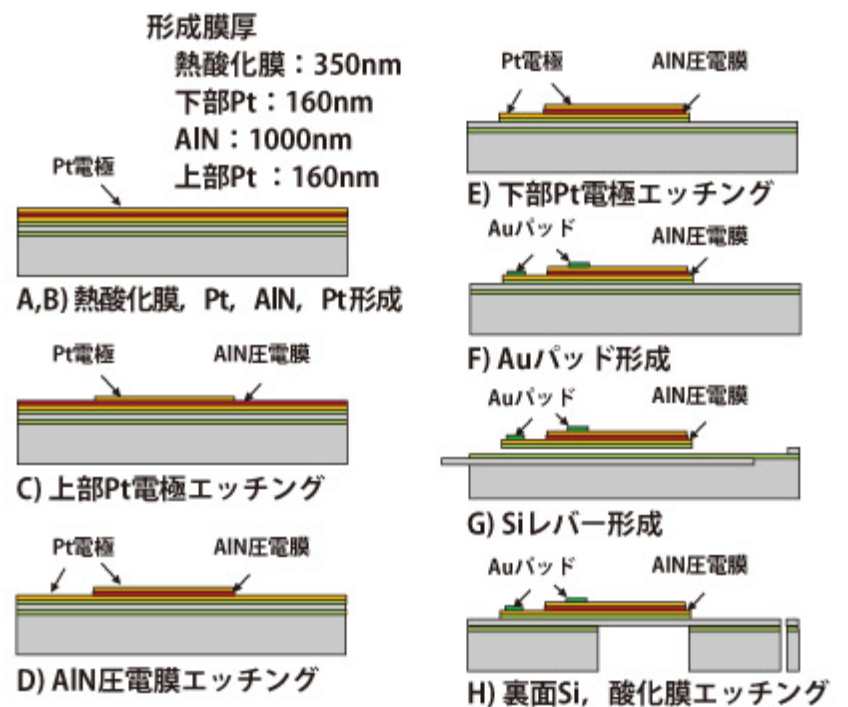 形成膜厚
熱酸化膜：350nm
下部Pt：160nm
AlN：1000nm
上部Pt ：160nm
Pt電極
A,B) 熱酸化膜, Pt, AlN, Pt形成
Pt電極 AlN圧電膜
C) 上部Pt電極エッチング
Pt電極 AlN圧電膜
D) AlN圧電膜エッチング
Pt電極 AlN圧電膜
E) 下部Pt電極エッチング
Auパッド AlN圧電膜
F) Auパッド形成
Auパッド AlN圧電膜
G) Siレバー形成
Auパッド AlN圧電膜
H) 裏面Si, 酸化膜エッチング